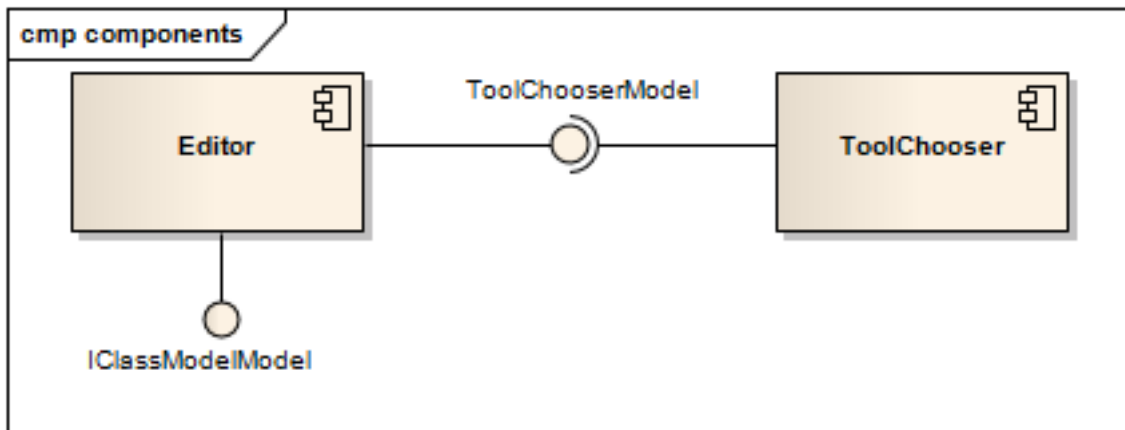 cmp components
ToolChooserModel
Editor
ToolChooser
IClassModelModel